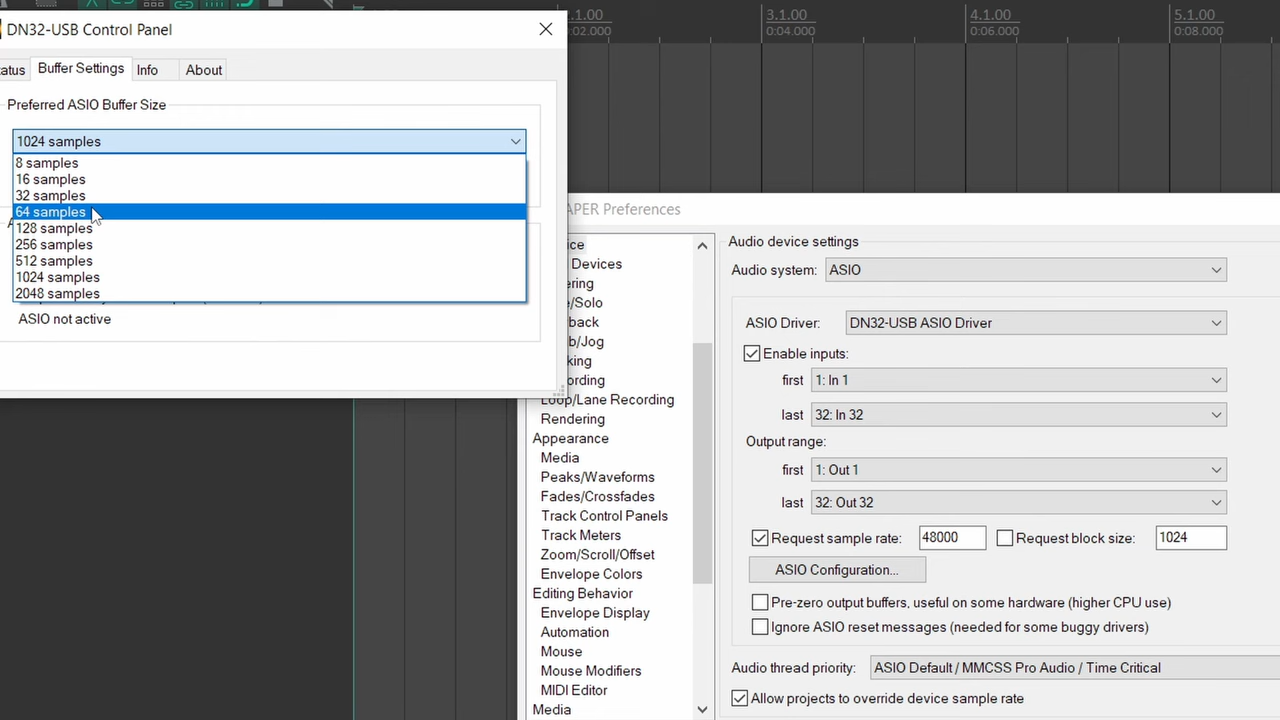 DN32-USB Control Panel
Buffer Settings
Info
About
Preferred ASIO Buffer Size
1024 samples
8 samples
16 samples
32 samples
64 samples
128 samples
256 samples
512 samples
1024 samples
2048 samples
ASIO not active
1.00
02.000
3.1.00
0:04.000
4.1.00
0:06.000
5.1.00
0:08.000
APER Preferences
Devices
Loop/Lane Recording
Rendering
Appearance
Media
Peaks/Waveforms
Fades/Crossfades
Track Control Panels
Track Meters
Zoom/Scroll/Offset
Envelope Colors
Editing Behavior
Envelope Display
Automation
Mouse
Mouse Modifiers
MIDI Editor
Media
Audio device settings
Audio system: ASIO
ASIO Driver: DN32-USB ASIO Driver
Enable inputs:
first 1: In 1
last 32: In 32
Output range:
first 1: Out 1
last 32: Out 32
Request sample rate: 48000 Request block size: 1024
ASIO Configuration...
Pre-zero output buffers, useful on some hardware (higher CPU use)
Ignore ASIO reset messages (needed for some buggy drivers)
Audio thread priority: ASIO Default / MMCSS Pro Audio / Time Critical
Allow projects to override device sample rate